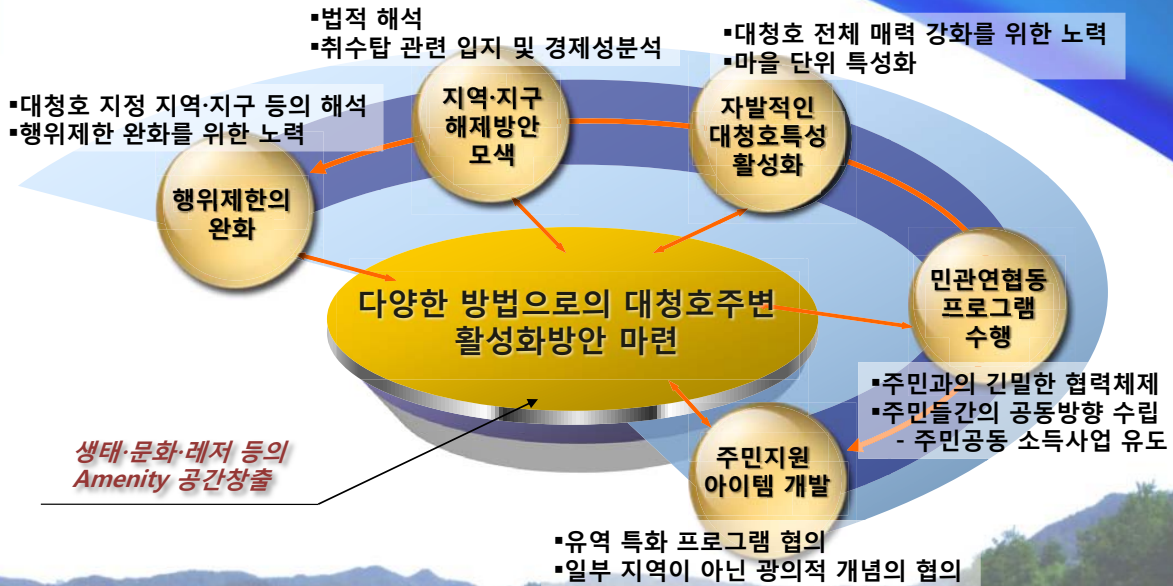 ▪법적 해석
▪취수탑 관련 입지 및 경제성분석
▪대청호 전체 매력 강화를 위한 노력
▪마을 단위 특성화
▪대청호 지정 지역·지구 등의 해석
▪행위제한 완화를 위한 노력
지역·지구
해제방안
모색
자발적인
대청호특성
활성화
행위제한의
완화
민관연협동
프로그램
수행
다양한 방법으로의 대청호주변
활성화방안 마련
▪주민과의 긴밀한 협력체제
▪주민들간의 공동방향 수립
- 주민공동 소득사업 유도
생태·문화·레저 등의
Amenity 공간창출
주민지원
아이템 개발
▪유역 특화 프로그램 협의
▪일부 지역이 아닌 광의적 개념의 협의